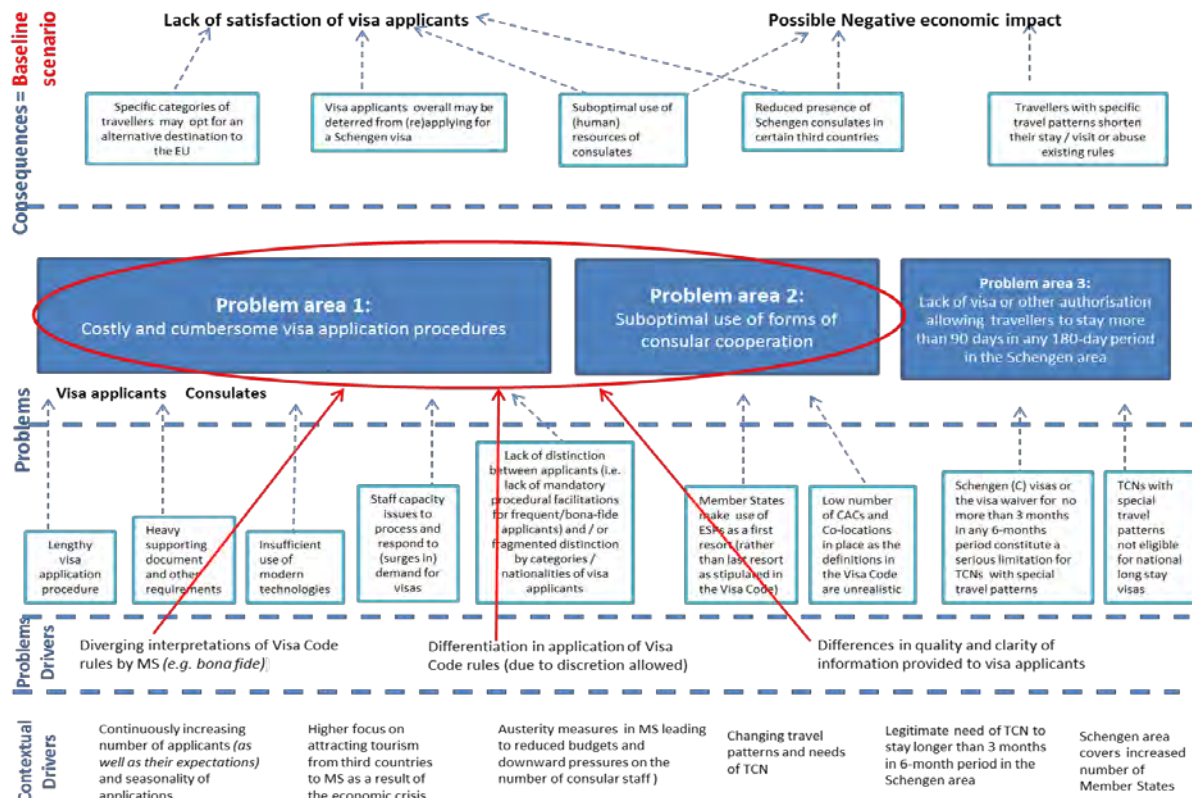 Consequences = Baseline
scenario
Lack of satisfaction of visa applicants
Possible Negative economic impact
Specific categories of
travellers may opt for an
alternative destination to
the EU
Visa applicants overall may be
deterred from (re)applying for
a Schengen visa
Suboptimal use of
(human)
resources of
consulates
Reduced presence of
Schengen consulates in
certain third countries
Travellers with specific
travel patterns shorten
their stay / visit or abuse
existing rules
Problems
Problem area 1:
Costly and cumbersome visa application procedures
Problem area 2:
Suboptimal use of forms of
consular cooperation
Problem area 3:
Lack of visa or other authorisation
allowing travellers to stay more
than 90 days in any 180-day period
in the Schengen area
Visa applicants Consulates
Lengthy
visa
application
procedure
Heavy
supporting
document
and other
requirements
Insufficient
use of
modern
technologies
Staff capacity
issues to
process and
respond to
(surges in)
demand for
visas
Lack of distinction
between applicants (i.e.
lack of mandatory
procedural facilitations
for frequent/bona-fide
applicants) and / or
fragmented distinction
by categories /
nationalities of visa
applicants
Member States
make use of
ESPs as a first
resort (rather
than last resort
as stipulated in
the Visa Code)
Low number
of CACs and
Co-locations
in place as the
definitions in
the Visa Code
are unrealistic
Schengen (C) visas or
the visa waiver for no
more than 3 months
in any 6-months
period constitute a
serious limitation for
TCNs with special
travel patterns
TCNs with
special
travel
patterns
not eligible
for national
long stay
visas
Problems
Drivers
Diverging interpretations of Visa Code
rules by MS (e.g. bona fide)
Differentiation in application of Visa
Code rules (due to discretion allowed)
Differences in quality and clarity of
information provided to visa applicants
Contextual
Drivers
Continuously increasing
number of applicants (as
well as their expectations)
and seasonality of
applications
Higher focus on
attracting tourism
from third countries
to MS as a result of
the economic crisis
Austerity measures in MS leading
to reduced budgets and
downward pressures on the
number of consular staff )
Changing travel
patterns and needs
of TCN
Legitimate need of TCN to
stay longer than 3 months
in 6-month period in the
Schengen area
Schengen area
covers increased
number of
Member States